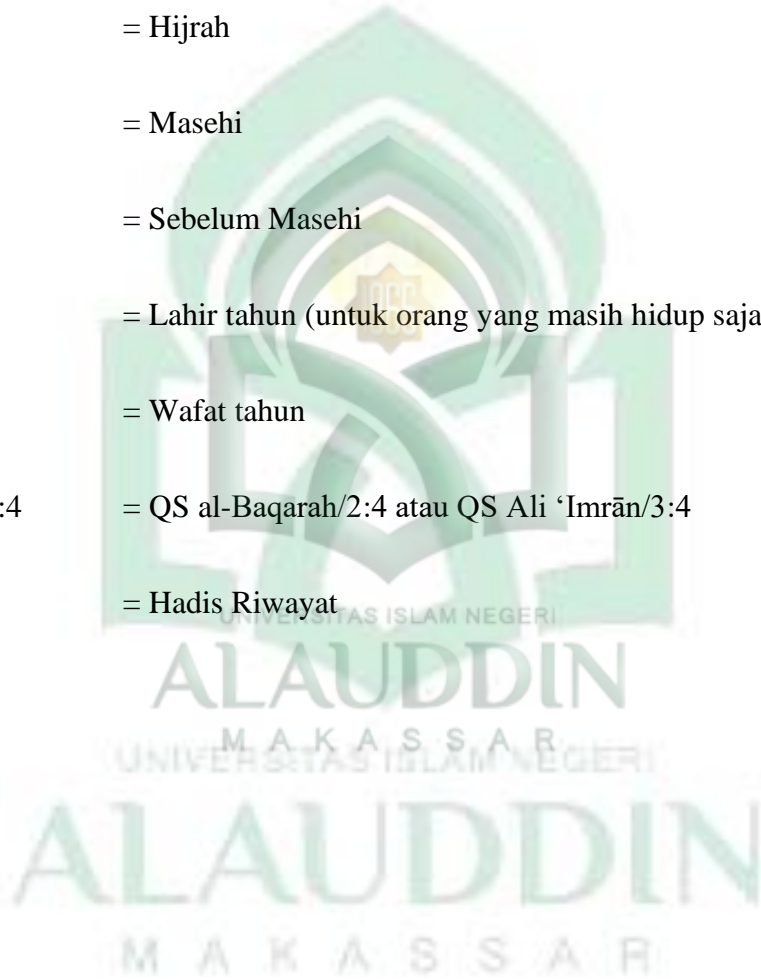 = Hijrah
= Masehi
= Sebelum Masehi
= Lahir tahun (untuk orang yang masih hidup saja
= Wafat tahun
:4 = QS al-Baqarah/2:4 atau QS Ali ‘Imrān/3:4
= Hadis Riwayat
UNIVERSITAS ISLAM NEGERI
ALAUDDIN
M A K A S S A R
UNIVERSITAS ISLAM NEGERI
ALAUDDIN
M A K A S S A R